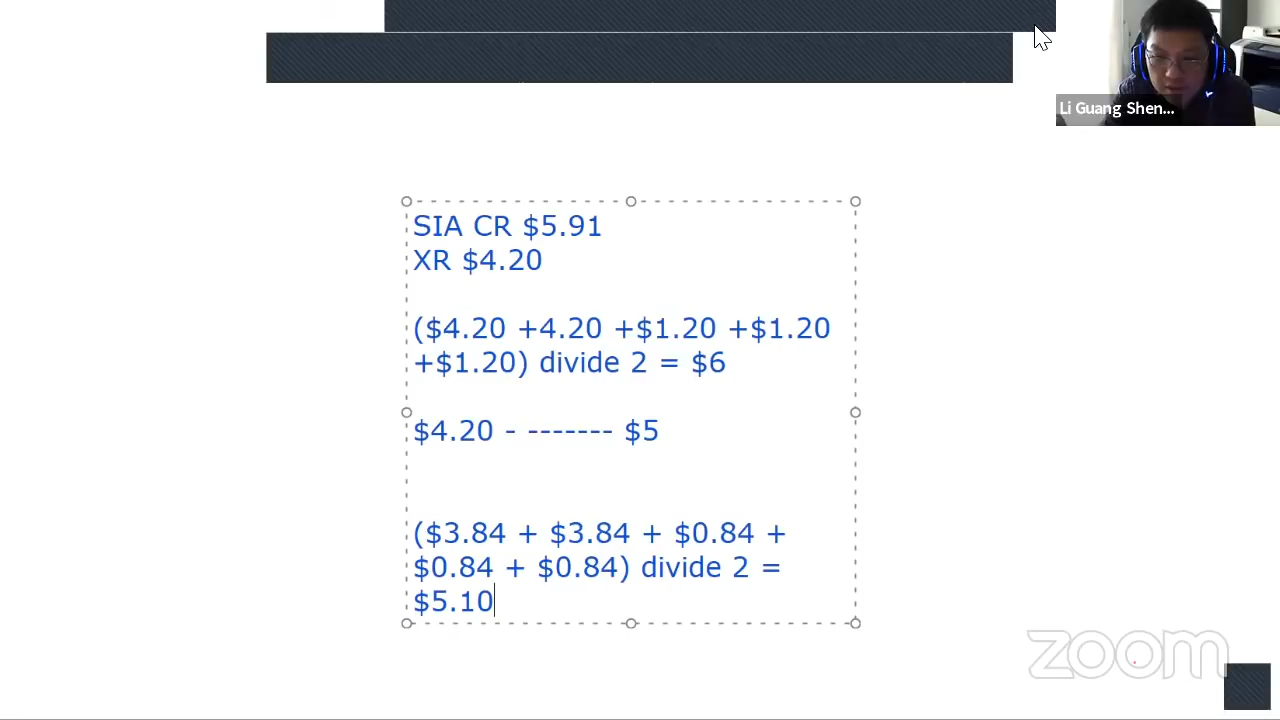 Li Guang Shen...
SIA CR $5.91
XR $4.20
($4.20 +4.20 +$1.20 +$1.20
+$1.20) divide 2 = $6
$4.20 - ------- $5
($3.84 + $3.84 + $0.84 +
$0.84 + $0.84) divide 2 =
$5.10
zoom